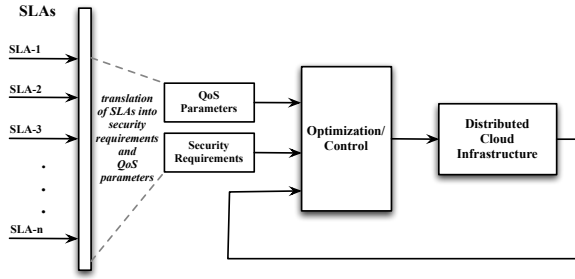 SLAs
SLA-1
SLA-2
SLA-3
.
.
.
SLA-n
translation
of SLAs into
security
requirements
and
QoS
parameters
QoS
Parameters
Security
Requirements
Optimization/
Control
Distributed
Cloud
Infrastructure